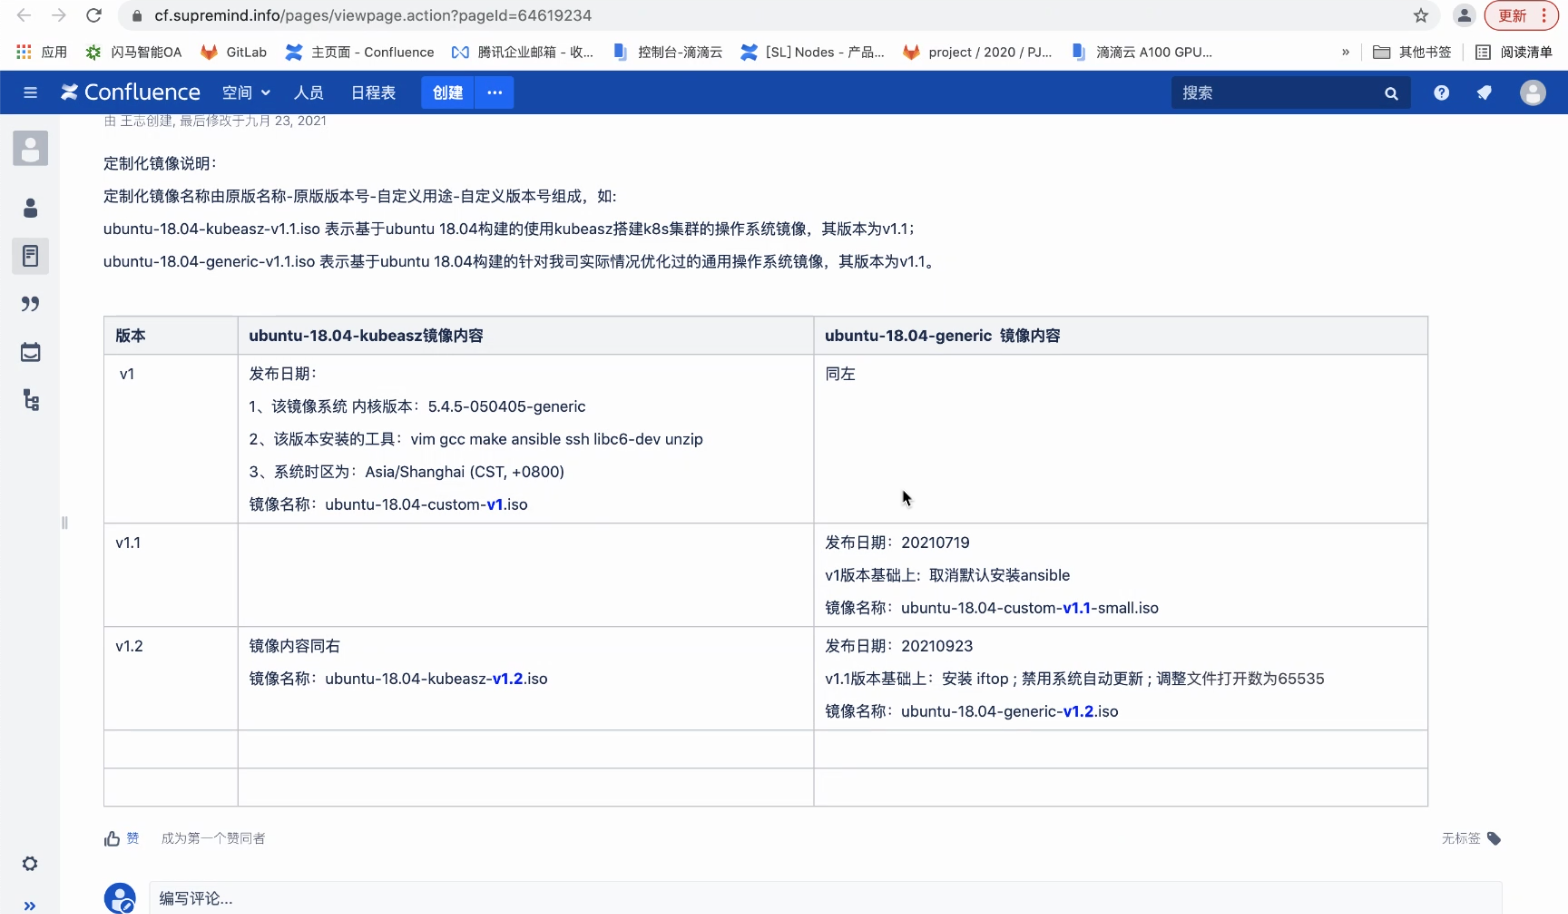 cf.supremind.info/pages/viewpage.action?pageId=64619234
更新
应用
闪马智能OA
GitLab
主页面 - Confluence
腾讯企业邮箱 - 收...
控制台-滴滴云
[SL] Nodes - 产品...
project / 2020 / PJ...
滴滴云 A100 GPU...
»
其他书签
阅读清单
Confluence
空间
人员
日程表
创建
···
搜索
由 王志创建, 最后修改于九月 23, 2021
定制化镜像说明：
定制化镜像名称由原版名称-原版版本号-自定义用途-自定义版本号组成，如:
ubuntu-18.04-kubeasz-v1.1.iso 表示基于ubuntu 18.04构建的使用kubeasz搭建k8s集群的操作系统镜像，其版本为v1.1；
ubuntu-18.04-generic-v1.1.iso 表示基于ubuntu 18.04构建的针对我司实际情况优化过的通用操作系统镜像，其版本为v1.1。
版本
ubuntu-18.04-kubeasz镜像内容
ubuntu-18.04-generic 镜像内容
v1
发布日期：
1、该镜像系统 内核版本：5.4.5-050405-generic
2、该版本安装的工具：vim gcc make ansible ssh libc6-dev unzip
3、系统时区为：Asia/Shanghai (CST, +0800)
镜像名称：ubuntu-18.04-custom-v1.iso
同左
v1.1
发布日期：20210719
v1版本基础上：取消默认安装ansible
镜像名称：ubuntu-18.04-custom-v1.1-small.iso
v1.2
镜像内容同右
镜像名称：ubuntu-18.04-kubeasz-v1.2.iso
发布日期：20210923
v1.1版本基础上：安装 iftop ; 禁用系统自动更新 ; 调整文件打开数为65535
镜像名称：ubuntu-18.04-generic-v1.2.iso
赞
成为第一个赞同者
无标签
编写评论...